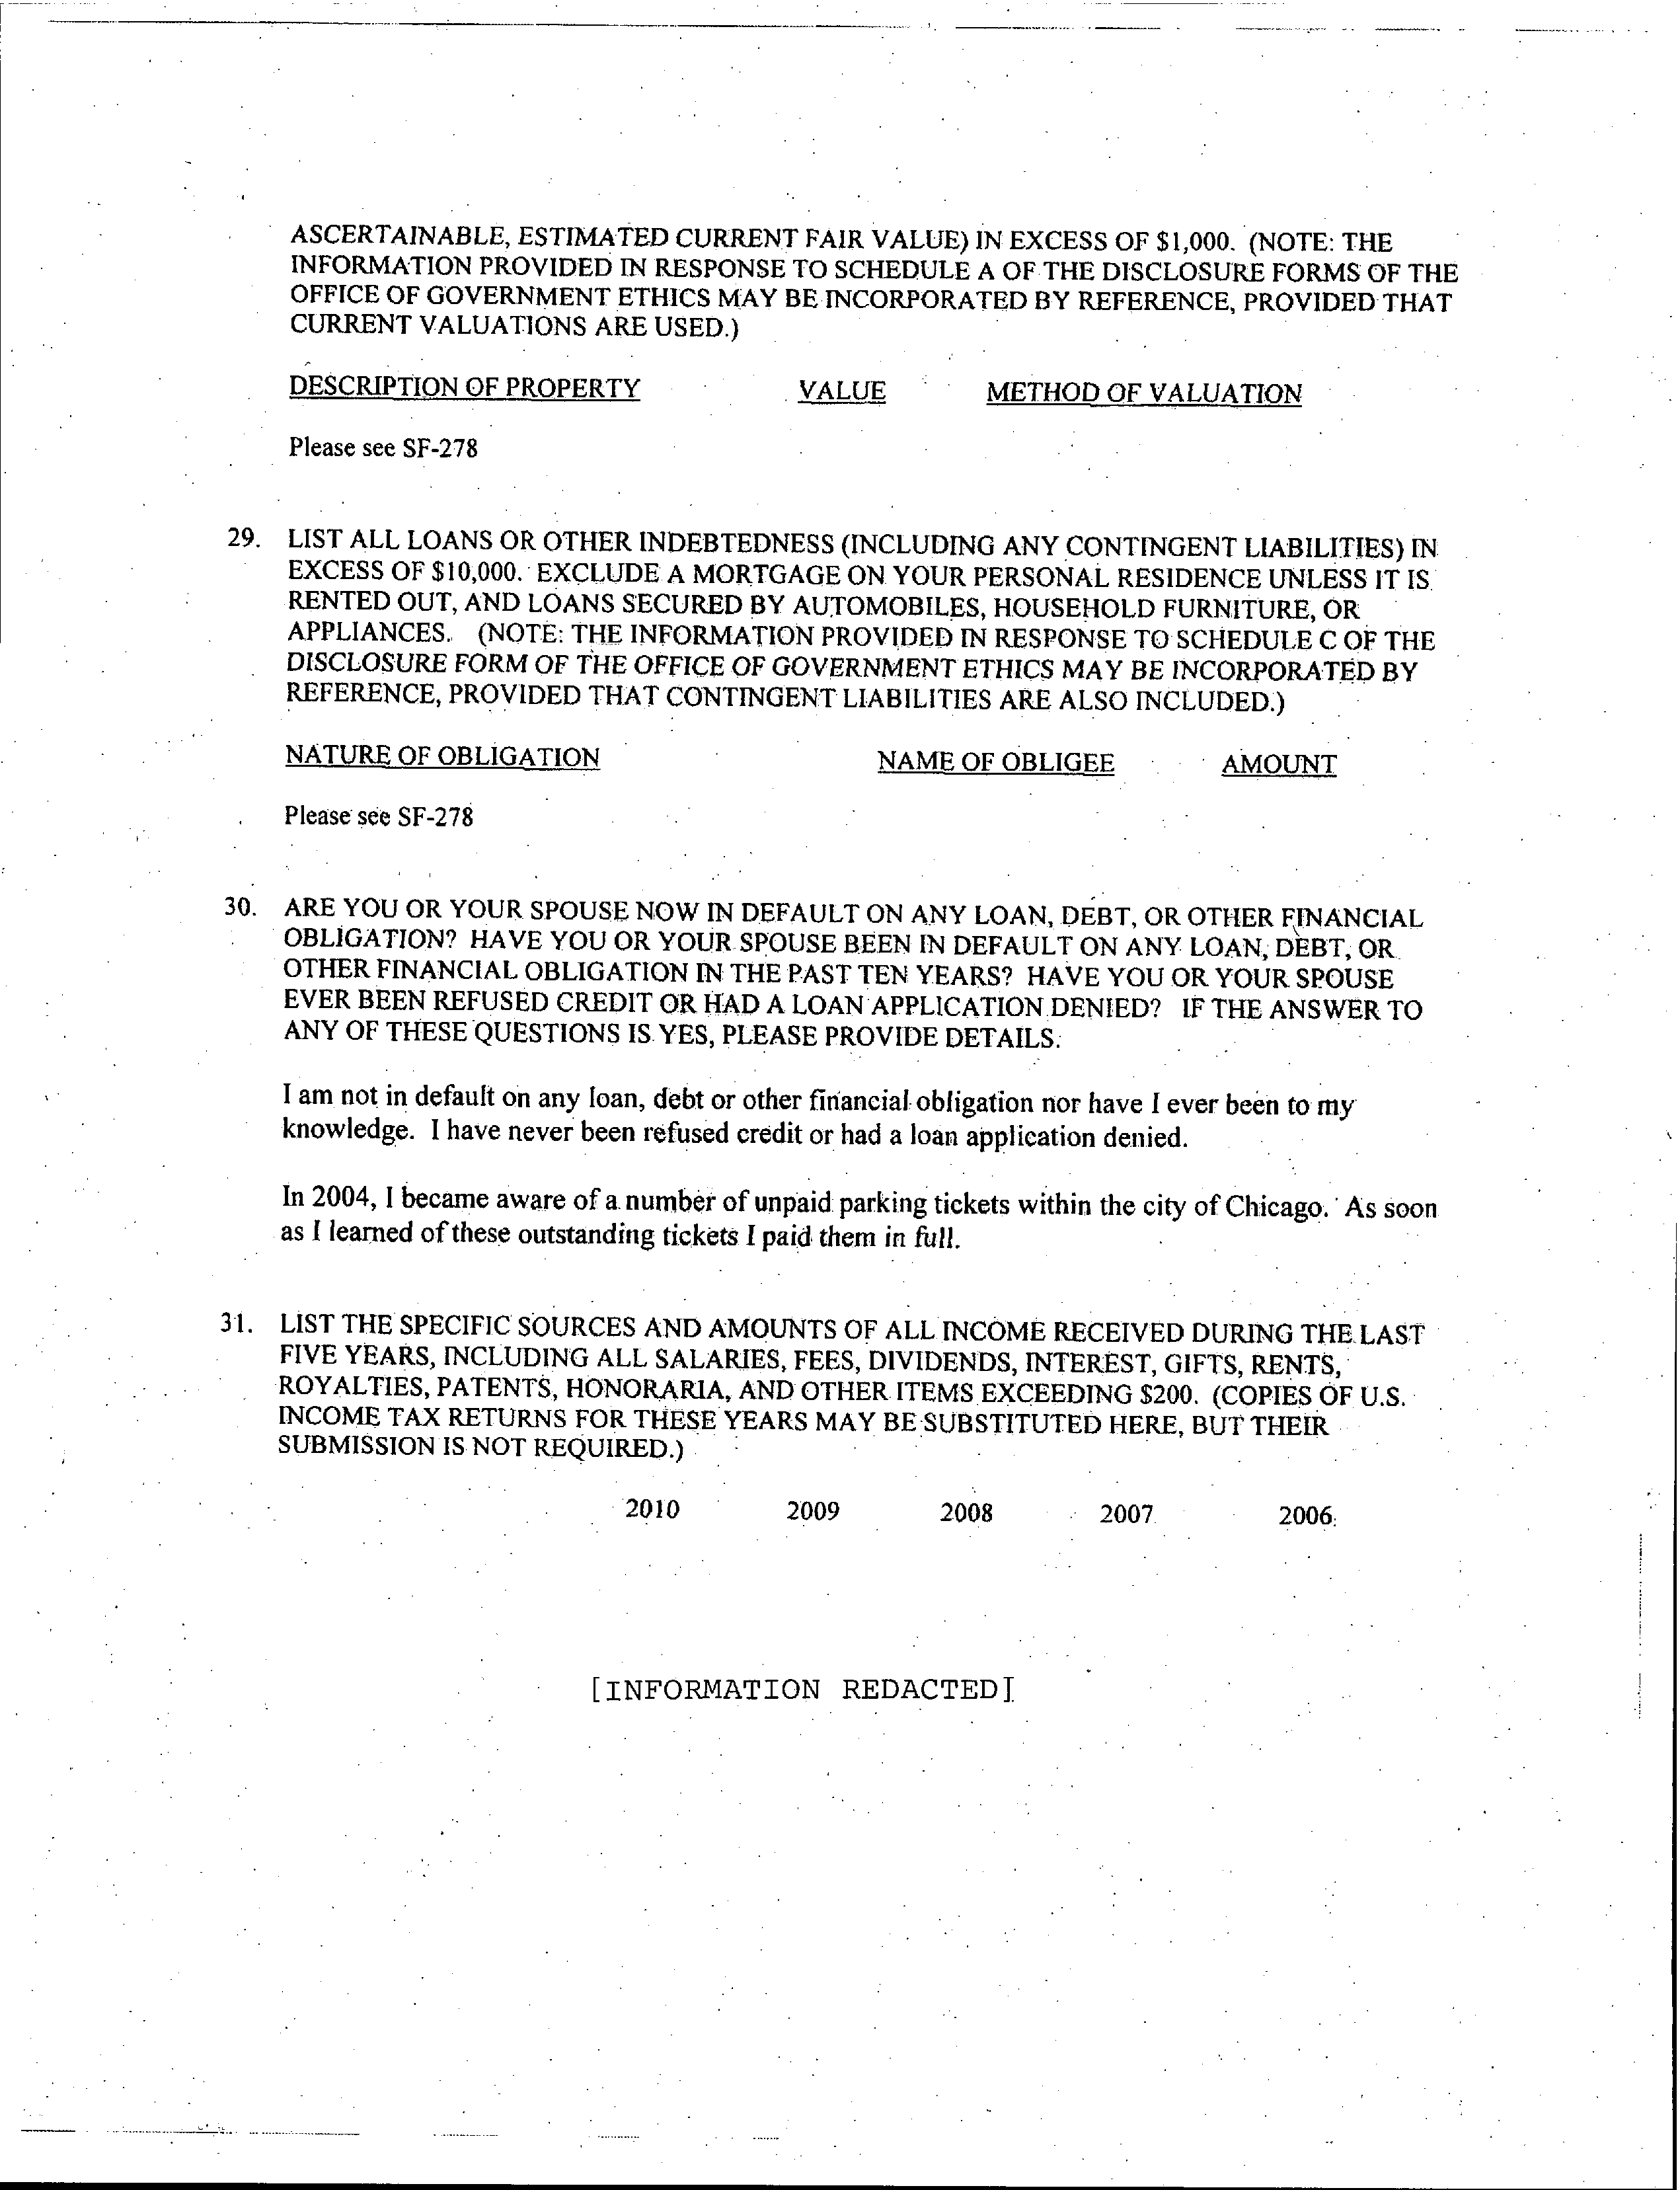 ASCERTAINABLE, ESTIMATED CURRENT FAIR VALUE) IN EXCESS OF $1,000. (NOTE: THE
INFORMATION PROVIDED IN RESPONSE TO SCHEDULE A OF THE DISCLOSURE FORMS OF THE
OFFICE OF GOVERNMENT ETHICS MAY BE INCORPORATED BY REFERENCE, PROVIDED THAT
CURRENT VALUATIONS ARE USED.)
DESCRIPTION OF PROPERTY VALUE METHOD OF VALUATION
Please see SF-278
29. LIST ALL LOANS OR OTHER INDEBTEDNESS (INCLUDING ANY CONTINGENT LIABILITIES) IN
EXCESS OF $10,000. EXCLUDE A MORTGAGE ON YOUR PERSONAL RESIDENCE UNLESS IT IS
RENTED OUT, AND LOANS SECURED BY AUTOMOBILES, HOUSEHOLD FURNITURE, OR
APPLIANCES. (NOTE: THE INFORMATION PROVIDED IN RESPONSE TO SCHEDULE C OF THE
DISCLOSURE FORM OF THE OFFICE OF GOVERNMENT ETHICS MAY BE INCORPORATED BY
REFERENCE, PROVIDED THAT CONTINGENT LIABILITIES ARE ALSO INCLUDED.)
NATURE OF OBLIGATION NAME OF OBLIGEE AMOUNT
Please see SF-278
30. ARE YOU OR YOUR SPOUSE NOW IN DEFAULT ON ANY LOAN, DEBT, OR OTHER FINANCIAL
OBLIGATION? HAVE YOU OR YOUR SPOUSE BEEN IN DEFAULT ON ANY LOAN, DEBT, OR
OTHER FINANCIAL OBLIGATION IN THE PAST TEN YEARS? HAVE YOU OR YOUR SPOUSE
EVER BEEN REFUSED CREDIT OR HAD A LOAN APPLICATION DENIED? IF THE ANSWER TO
ANY OF THESE QUESTIONS IS YES, PLEASE PROVIDE DETAILS.
I am not in default on any loan, debt or other financial obligation nor have I ever been to my
knowledge. I have never been refused credit or had a loan application denied.
In 2004, I became aware of a number of unpaid parking tickets within the city of Chicago. As soon
as I learned of these outstanding tickets I paid them in full.
31. LIST THE SPECIFIC SOURCES AND AMOUNTS OF ALL INCOME RECEIVED DURING THE LAST
FIVE YEARS, INCLUDING ALL SALARIES, FEES, DIVIDENDS, INTEREST, GIFTS, RENTS,
ROYALTIES, PATENTS, HONORARIA, AND OTHER ITEMS EXCEEDING $200. (COPIES OF U.S.
INCOME TAX RETURNS FOR THESE YEARS MAY BE SUBSTITUTED HERE, BUT THEIR
SUBMISSION IS NOT REQUIRED.)
2010 2009 2008 2007 2006
[INFORMATION REDACTED]